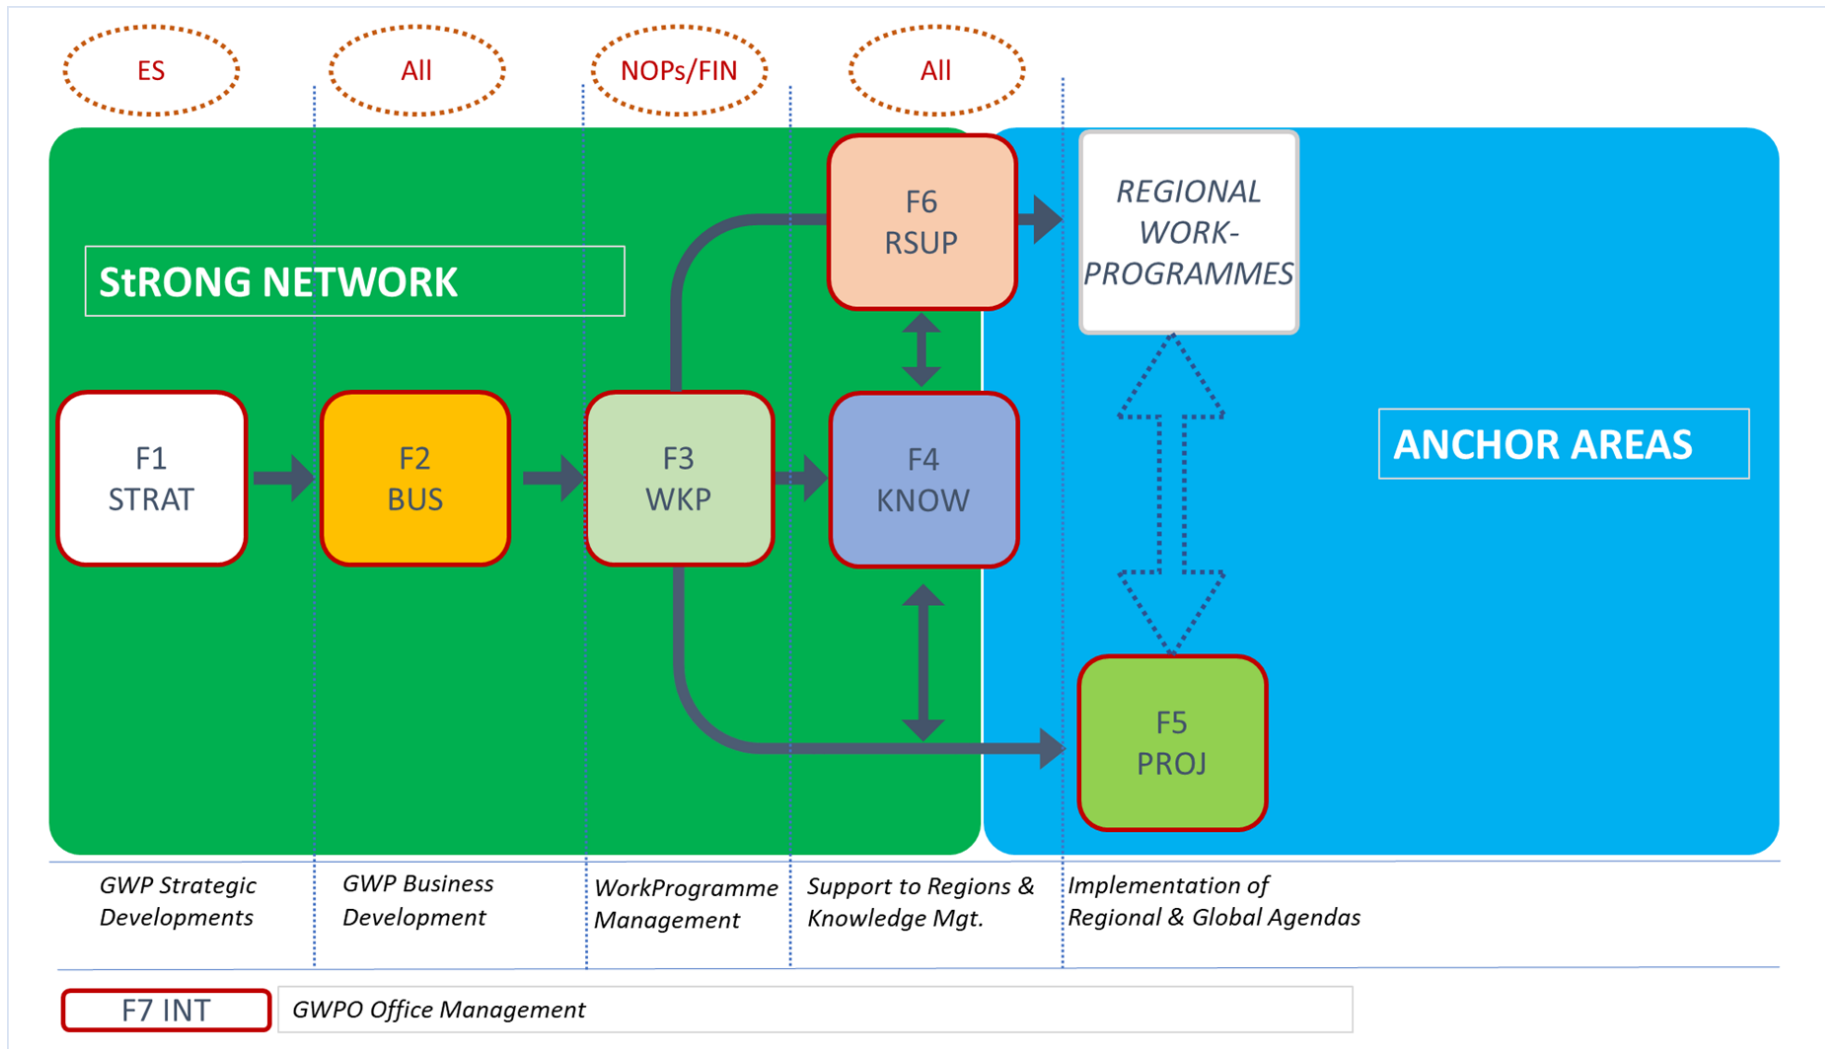 ES
All
NOPs/FIN
All
F6
RSUP
REGIONAL
WORK-
PROGRAMMES
StRONG NETWORK
F1
STRAT
F2
BUS
F3
WKP
F4
KNOW
ANCHOR AREAS
F5
PROJ
GWP Strategic
Developments
GWP Business
Development
WorkProgramme
Management
Support to Regions &
Knowledge Mgt.
Implementation of
Regional & Global Agendas
F7 INT
GWPO Office Management